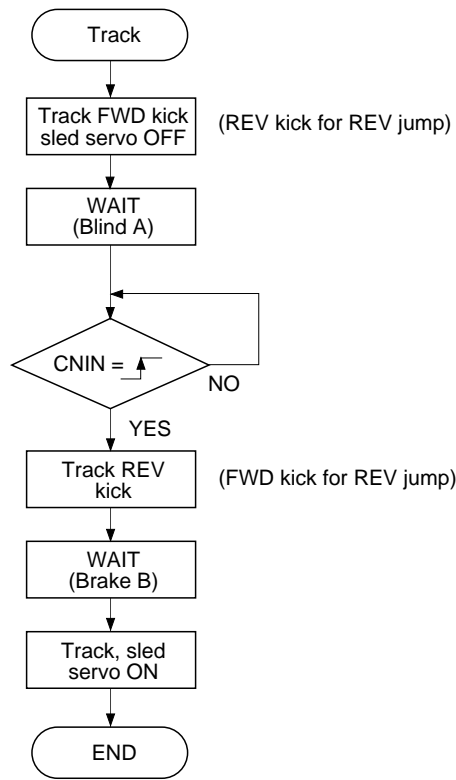 Track
Track FWD kick
sled servo OFF
(REV kick for REV jump)
WAIT
(Blind A)
CNIN =
NO
YES
Track REV
kick
(FWD kick for REV jump)
WAIT
(Brake B)
Track, sled
servo ON
END